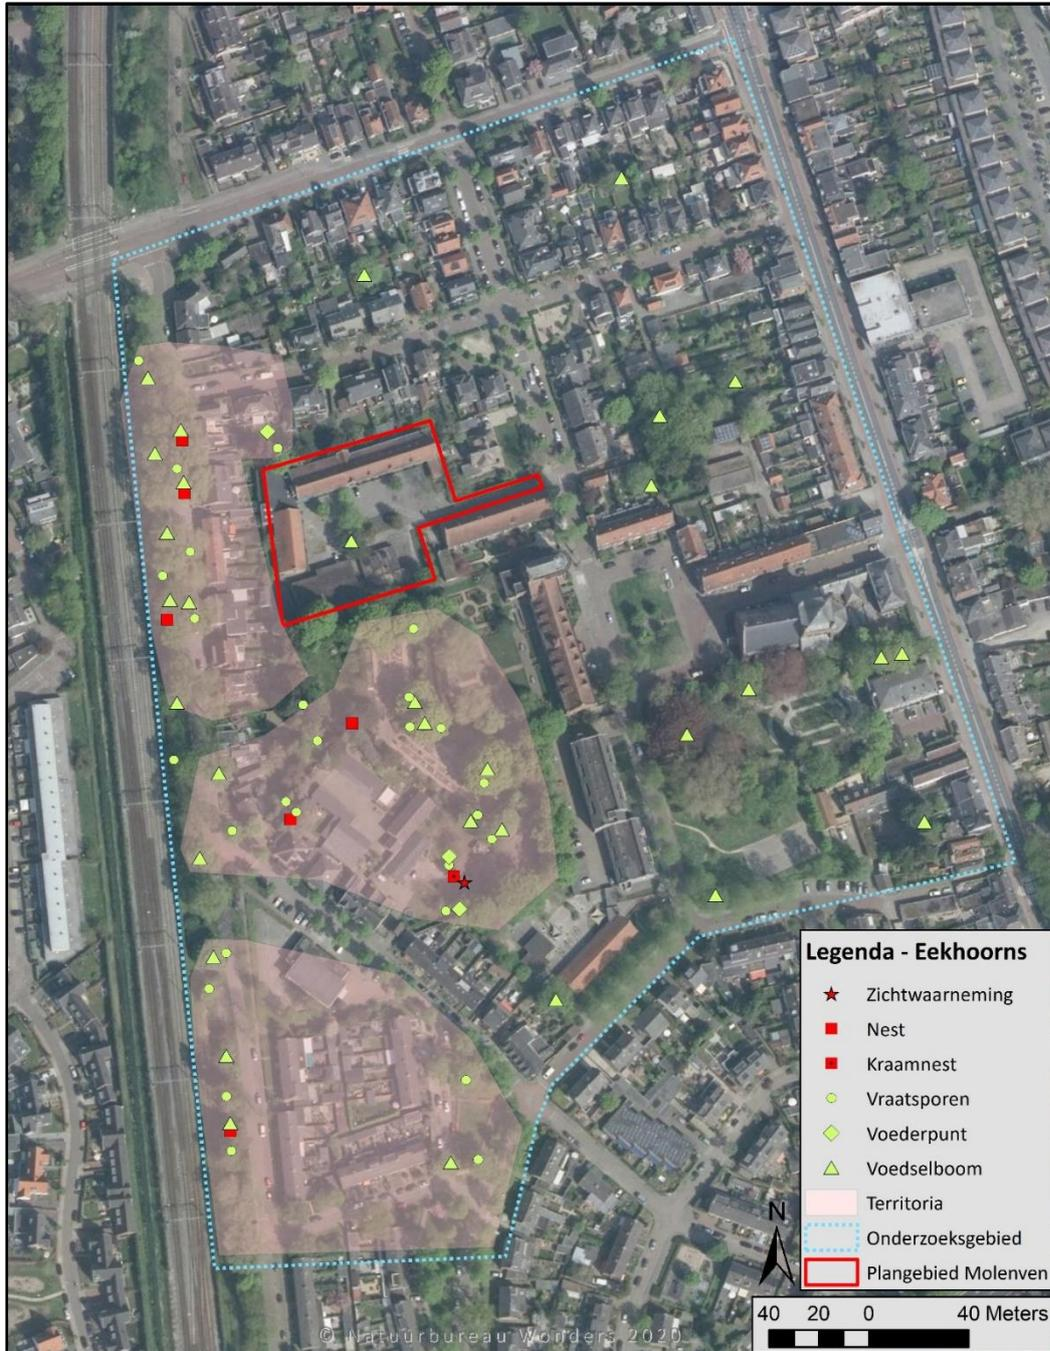 Legenda - Eekhoorns
Zichtwaarneming
Nest
Kraamnest
Vraatsporen
Voederpunt
Voedselboom
Territoria
Onderzoeksgebied
Plangebied Molenven
N
40 20 0 40 Meters
© Natuurbureau Wonders 2020